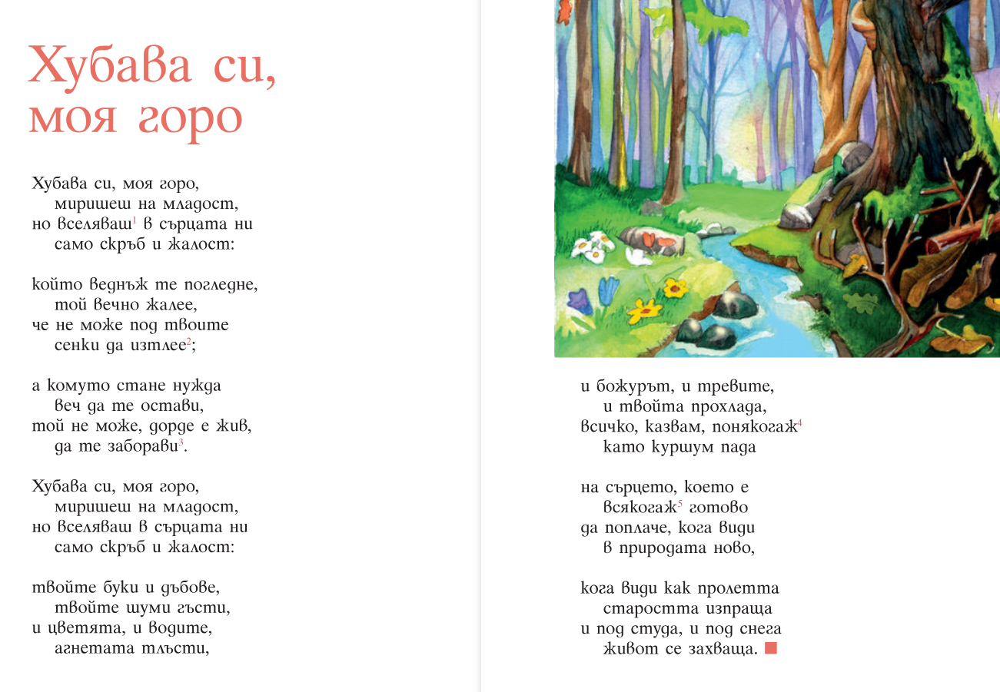 Хубава си,
моя горо
Хубава си, моя горо,
миришеш на младост,
но вселяваш1 в сърцата ни
само скръб и жалост:
който веднъж те погледне,
той вечно жалее,
че не може под твоите
сенки да изтлее2;
а комуто стане нужда
веч да те остави,
той не може, дорде е жив,
да те заборави3.
Хубава си, моя горо,
миришеш на младост,
но вселяваш в сърцата ни
само скръб и жалост:
твойте буки и дъбове,
твойте шуми гъсти,
и цветята, и водите,
агнетата тлъсти,
и божурът, и тревите,
и твойта прохлада,
всичко, казвам, понякогаж4
като куршум пада
на сърцето, което е
всякогаж5 готово
да поплаче, кога види
в природата ново,
кога види как пролетта
старостта изпраща
и под студа, и под снега
живот се захваща.